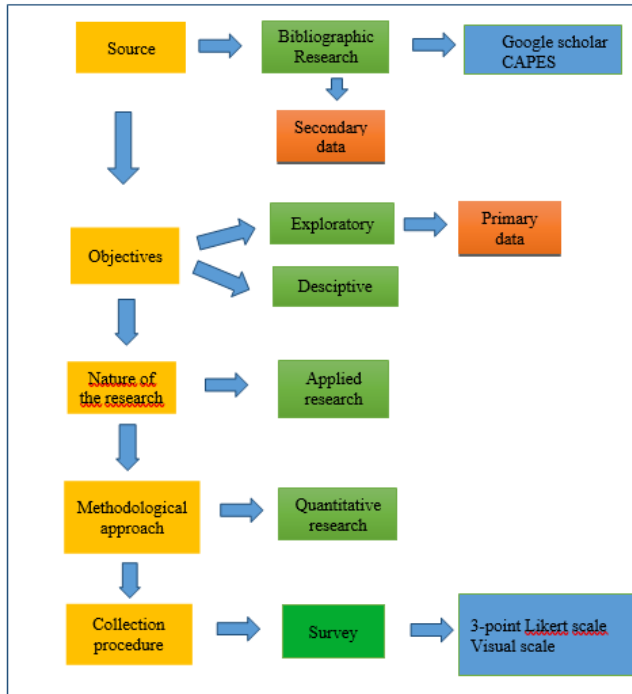 Source
Bibliographic
Research
Google scholar
CAPES
Secondary
data
Objectives
Exploratory
Primary
data
Desciptive
Nature of
the research
Applied
research
Methodological
approach
Quantitative
research
Collection
procedure
Survey
3-point Likert scale
Visual scale